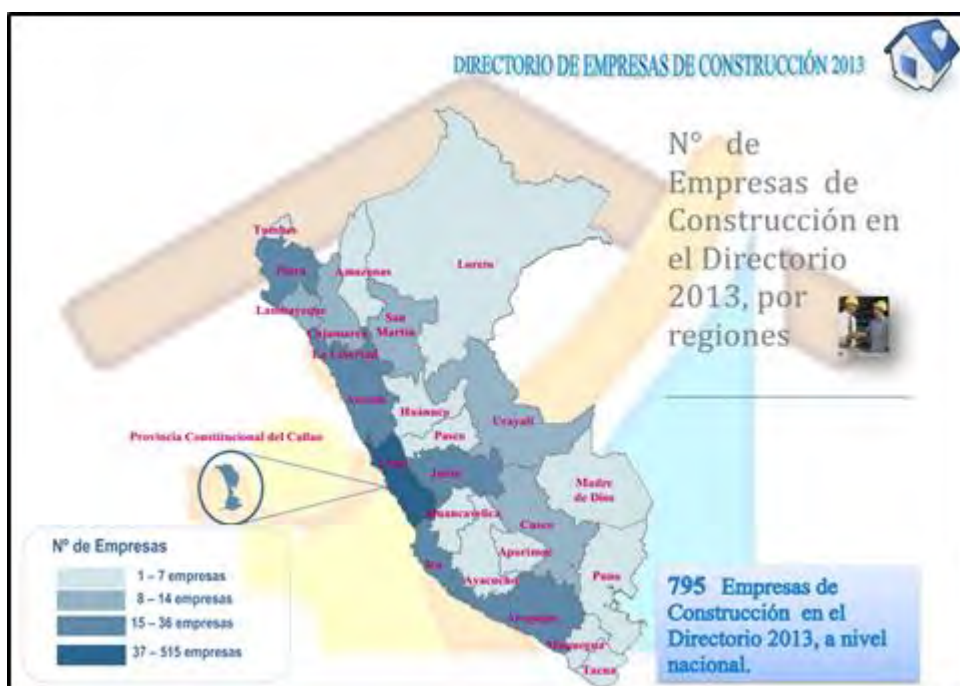 DIRECTORIO DE EMPRESAS DE CONSTRUCCIÓN 2013
N° de
Empresas de
Construcción en
el Directorio
2013, por
regiones
Tumbes
Piura
Amazonas
Loreto
Lambayeque
San
Martín
Cajamarca
La Libertad
Ancash
Huánuco
Ucayali
Pasco
Provincia Constitucional del Callao
Lima
Junín
Madre
de Dios
Huancavelica
Cusco
Apurímac
Ica
Ayacucho
Puno
Arequipa
Moquegua
Tacna
Nº de Empresas
1 – 7 empresas
8 – 14 empresas
15 – 36 empresas
37 – 515 empresas
795 Empresas de
Construcción en el
Directorio 2013, a nivel
nacional.